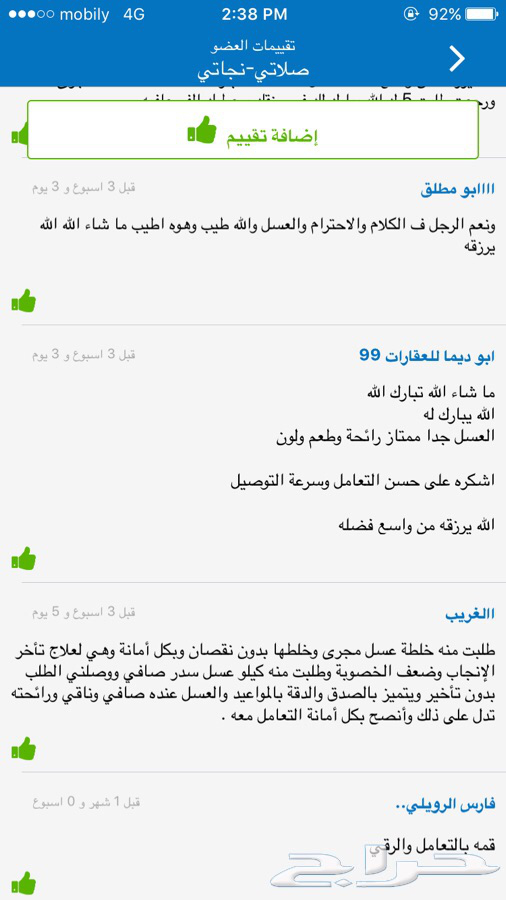 mobily 4G 2:38 PM 92%
تقييمات العضو
صلاتي-نجاتي
إضافة تقييم
اااابو مطلق
قبل 3 اسبوع و 3 يوم
ونعم الرجل ف الكلام والاحترام والعسل والله طيب وهوه اطيب ما شاء الله الله
يرزقه
ابو ديما للعقارات 99
قبل 3 اسبوع و 3 يوم
ما شاء الله تبارك الله
الله يبارك له
العسل جدا ممتاز رائحة وطعم ولون
اشكره على حسن التعامل وسرعة التوصيل
الله يرزقه من واسع فضله
االغريب
قبل 3 اسبوع و 5 يوم
طلبت منه خلطة عسل مجرى وخلطها بدون نقصان وبكل أمانة وهي لعلاج تأخر
الإنجاب وضعف الخصوبة وطلبت منه كيلو عسل سدر صافي ووصلني الطلب
بدون تأخير ويتميز بالصدق والدقة بالمواعيد والعسل عنده صافي وناقي ورائحته
تدل على ذلك وأنصح بكل أمانة التعامل معه .
فارس الرويلي..
قبل 1 شهر و 0 اسبوع
قمه بالتعامل والرقي
حراج